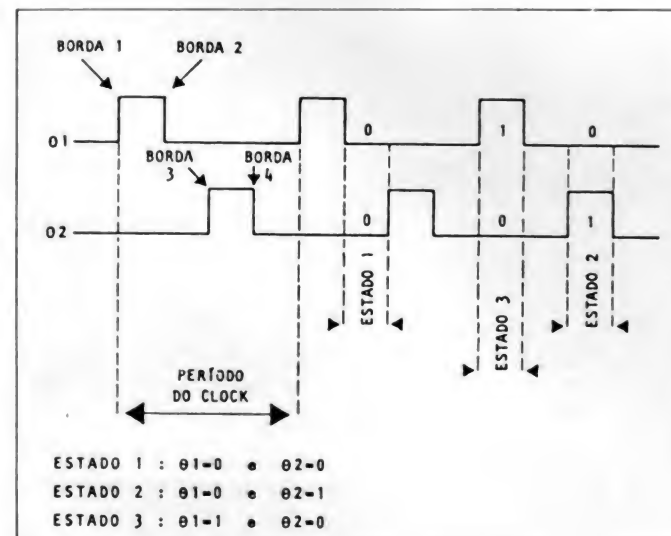 BORDA 1 BORDA 2
01 0 1 0
BORDA 3 BORDA 4
02 0 0 1
ESTADO 1
ESTADO 3
ESTADO 2
PERÍODO
DO CLOCK
ESTADO 1 : θ1=0 e θ2=0
ESTADO 2 : θ1=0 e θ2=1
ESTADO 3 : θ1=1 e θ2=0